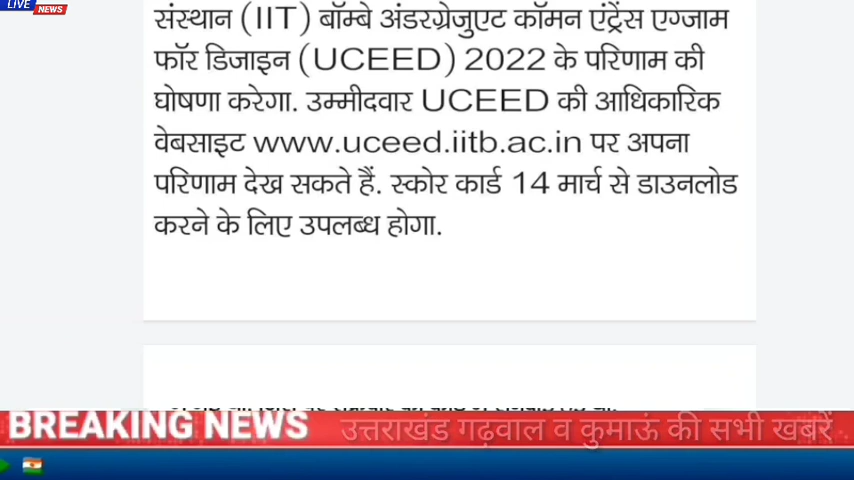 LIVE
NEWS
संस्थान (IIT) बॉम्बे अंडरग्रेजुएट कॉमन एंट्रेंस एग्जाम
फॉर डिजाइन (UCEED) 2022 के परिणाम की
घोषणा करेगा. उम्मीदवार UCEED की आधिकारिक
वेबसाइट www.uceed.iitb.ac.in पर अपना
परिणाम देख सकते हैं. स्कोर कार्ड 14 मार्च से डाउनलोड
करने के लिए उपलब्ध होगा.
BREAKING NEWS उत्तराखंड गढ़वाल व कुमाऊं की सभी खबरें